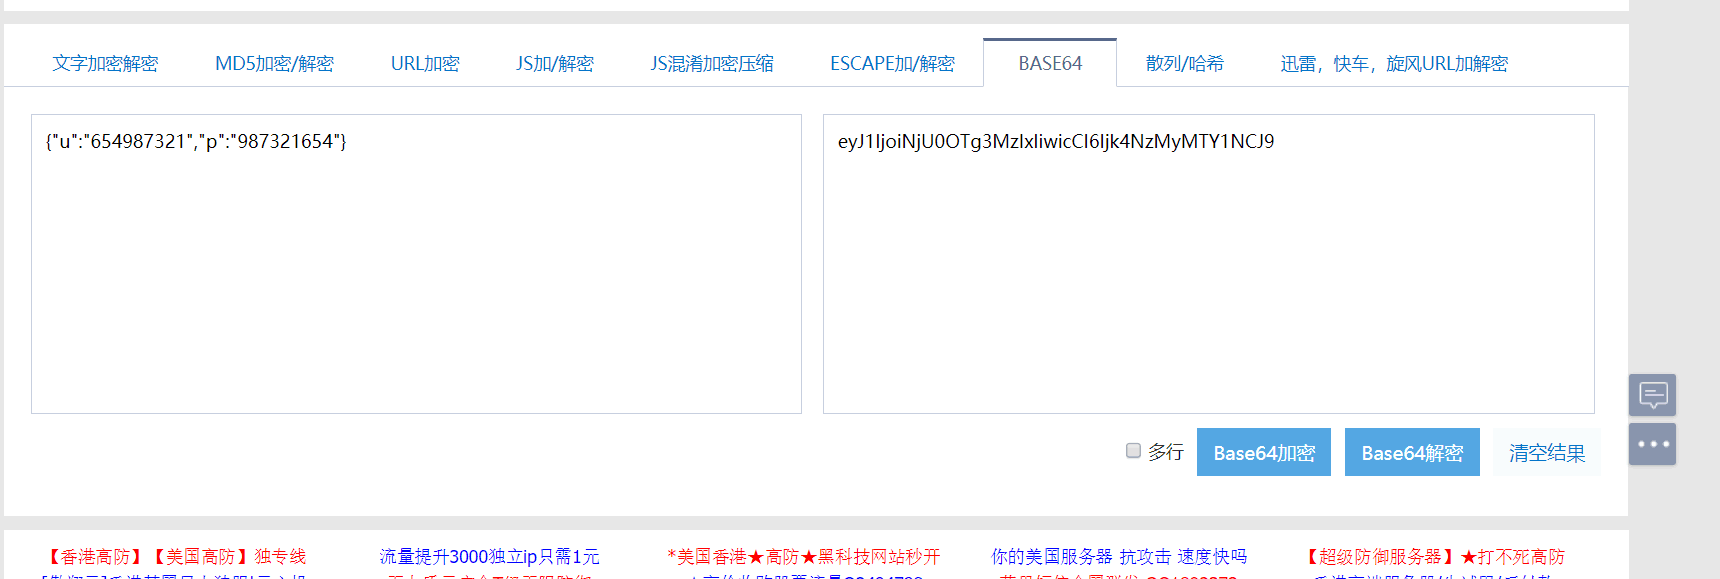 文字加密解密 MD5加密/解密 URL加密 JS加/解密 JS混淆加密压缩 ESCAPE加/解密 BASE64 散列/哈希 迅雷，快车，旋风URL加解密
{"u":"654987321","p":"987321654"} eyJ1IjoiNjU0OTg3MzIxIiwicCI6Ijk4NzMyMTY1NCJ9
多行 Base64加密 Base64解密 清空结果
【香港高防】【美国高防】独专线 流量提升3000独立ip只需1元 *美国香港★高防★黑科技网站秒开 你的美国服务器 抗攻击 速度快吗 【超级防御服务器】★打不死高防